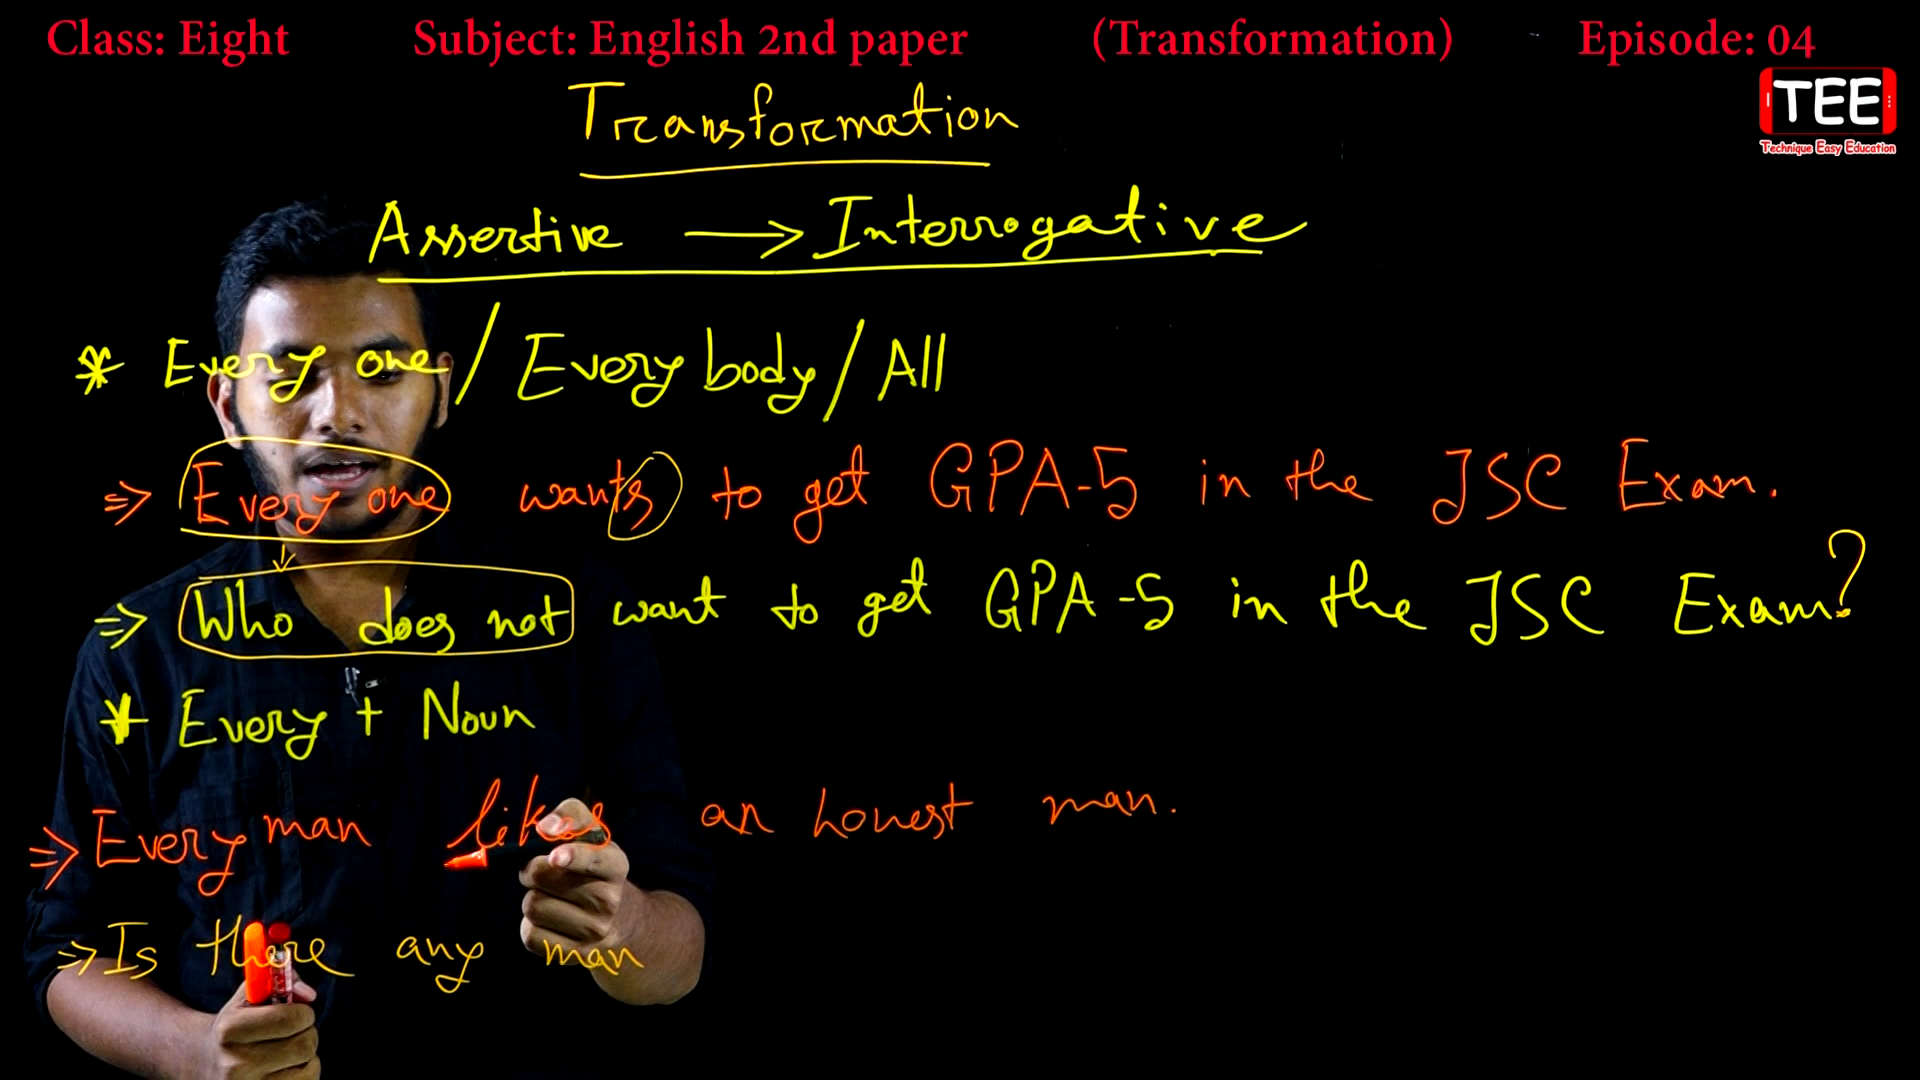 Class: Eight Subject: English 2nd paper (Transformation) Episode: 04
TEE
Technique Easy Education
Transformation
Assertive → Interrogative
* Every one / Every body / All
⇒ Every one wants to get GPA-5 in the JSC Exam.
⇒ Who does not want to get GPA-5 in the JSC Exam?
* Every + Noun
⇒ Every man likes an honest man.
⇒ Is there any man